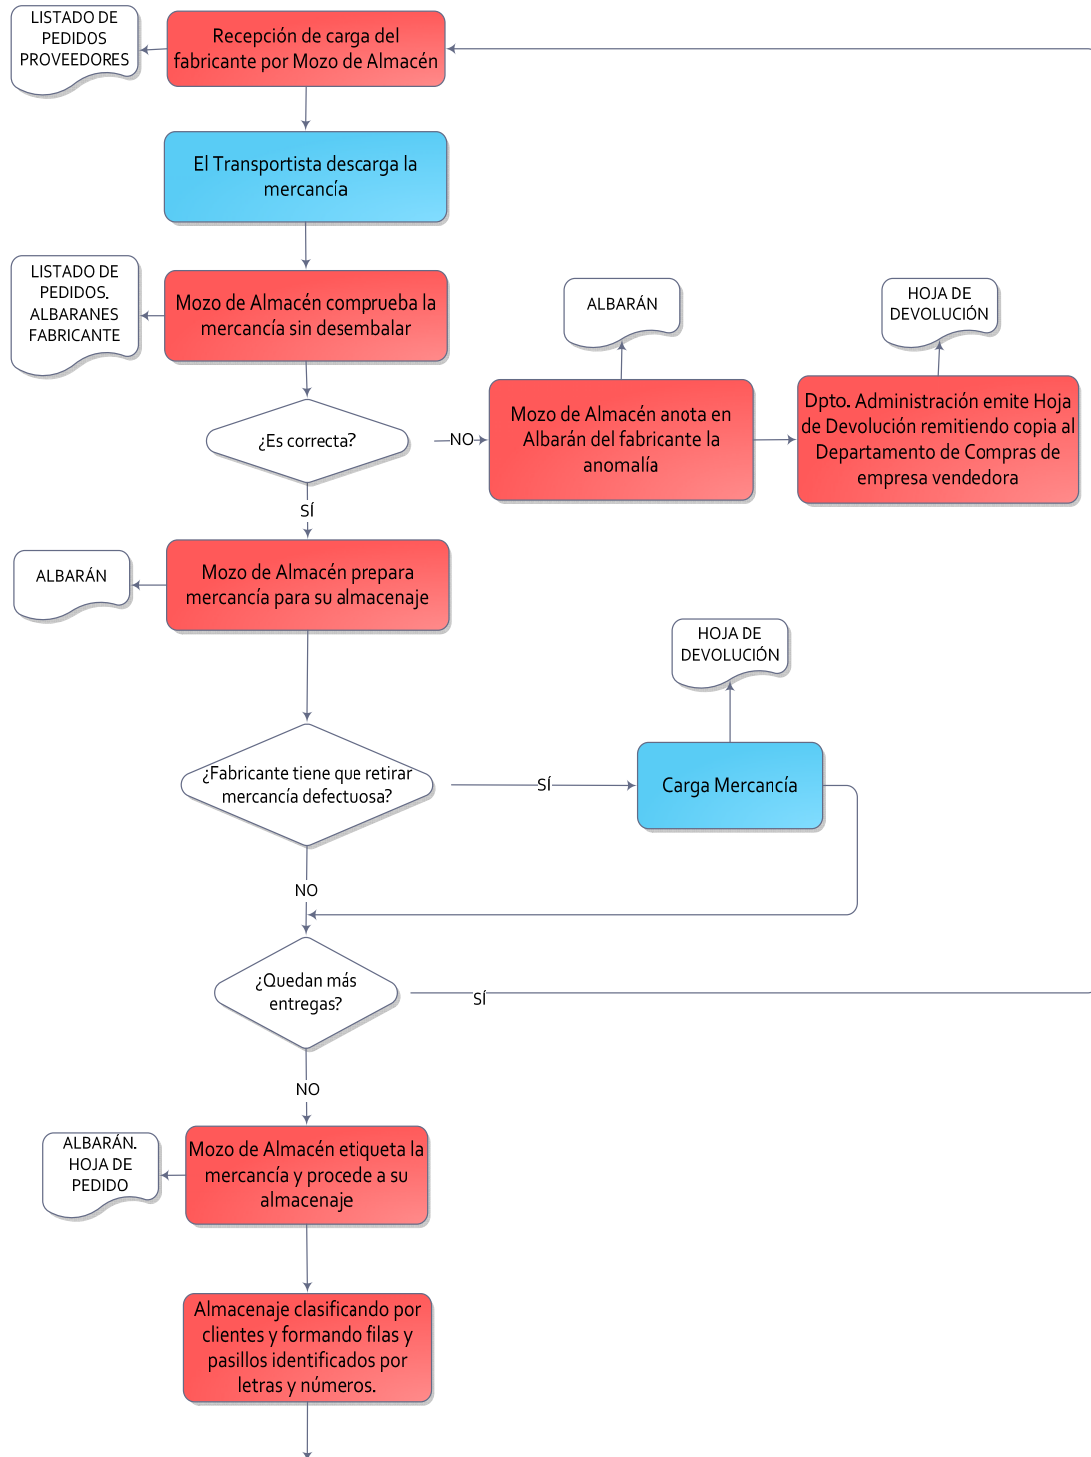 LISTADO DE
PEDIDOS
PROVEEDORES
Recepción de carga del
fabricante por Mozo de Almacén
El Transportista descarga la
mercancía
LISTADO DE
PEDIDOS.
ALBARANES
FABRICANTE
Mozo de Almacén comprueba la
mercancía sin desembalar
ALBARÁN
HOJA DE
DEVOLUCIÓN
¿Es correcta?
NO
Mozo de Almacén anota en
Albarán del fabricante la
anomalía
Dpto. Administración emite Hoja
de Devolución remitiendo copia al
Departamento de Compras de
empresa vendedora
SÍ
ALBARÁN
Mozo de Almacén prepara
mercancía para su almacenaje
HOJA DE
DEVOLUCIÓN
¿Fabricante tiene que retirar
mercancía defectuosa?
SÍ
Carga Mercancía
NO
¿Quedan más
entregas?
SÍ
NO
ALBARÁN.
HOJA DE
PEDIDO
Mozo de Almacén etiqueta la
mercancía y procede a su
almacenaje
Almacenaje clasificando por
clientes y formando filas y
pasillos identificados por
letras y números.